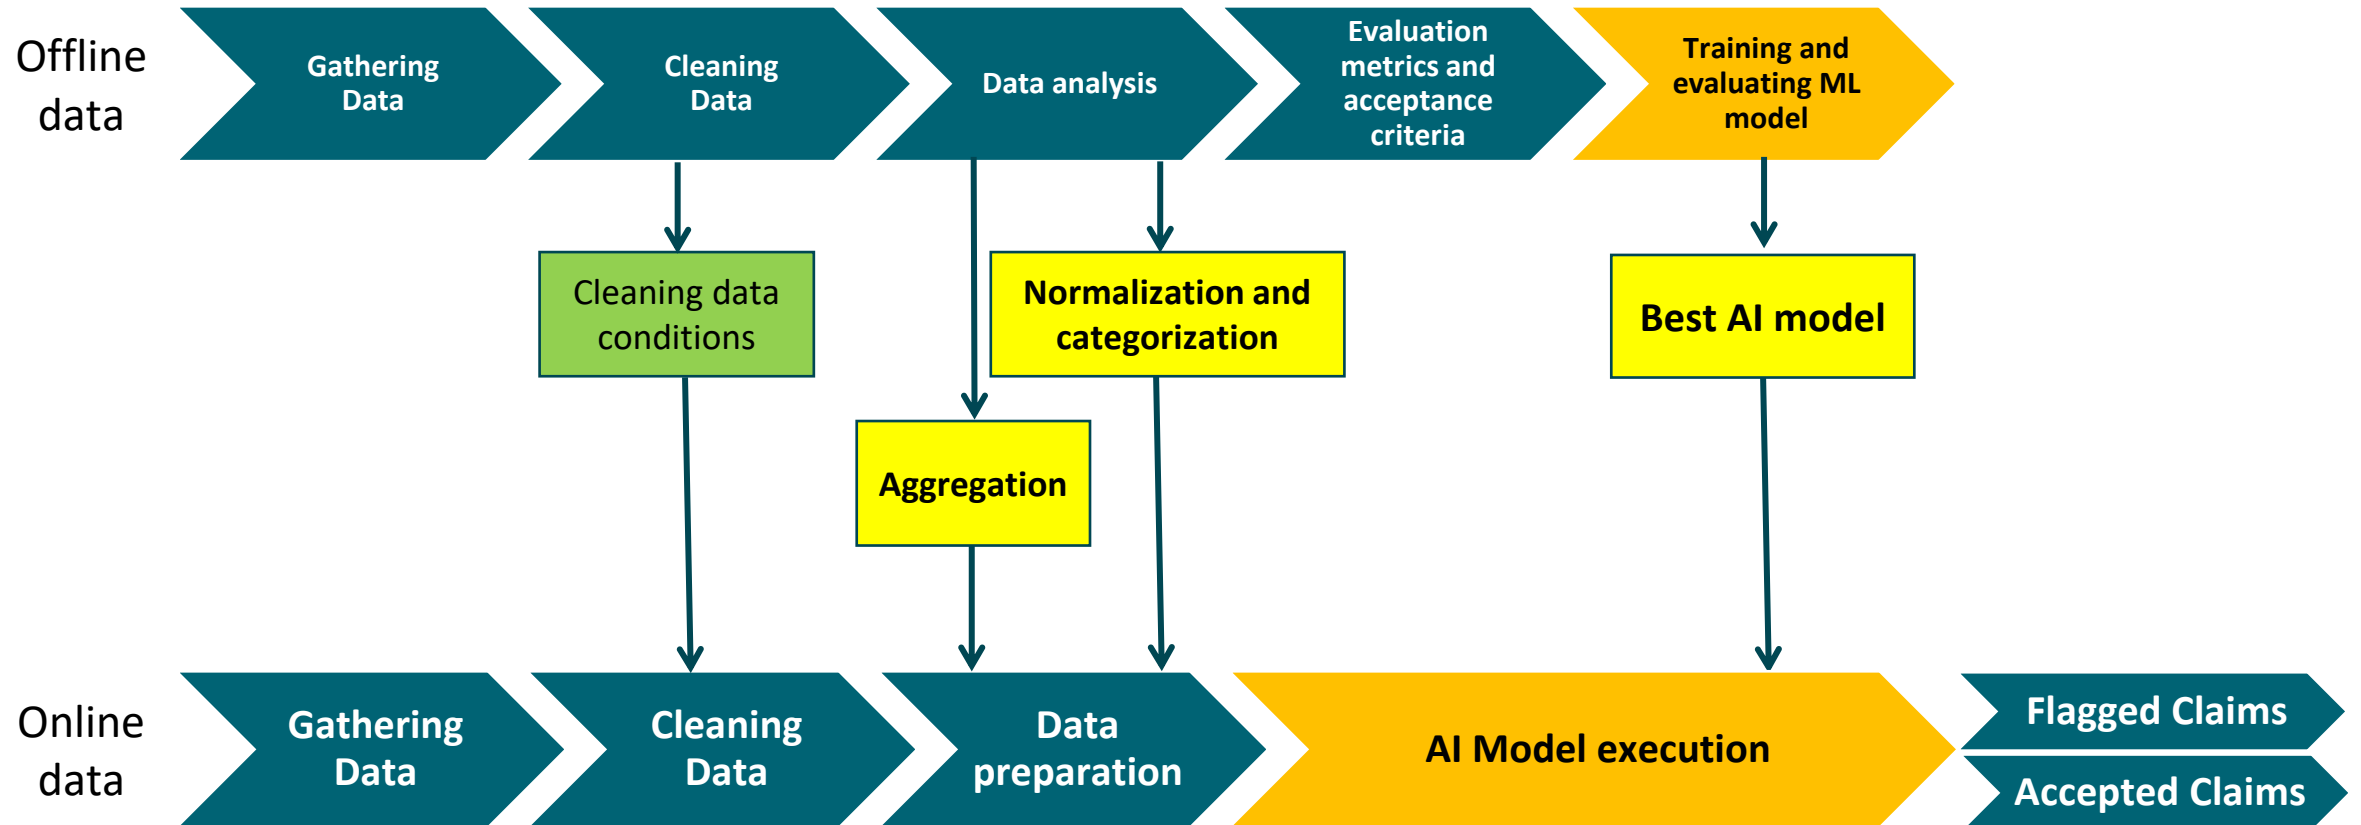 Offline
data
Gathering
Data
Cleaning
Data
Data analysis
Evaluation
metrics and
acceptance
criteria
Training and
evaluating ML
model
Cleaning data
conditions
Normalization and
categorization
Best AI model
Aggregation
Online
data
Gathering
Data
Cleaning
Data
Data
preparation
AI Model execution
Flagged Claims
Accepted Claims